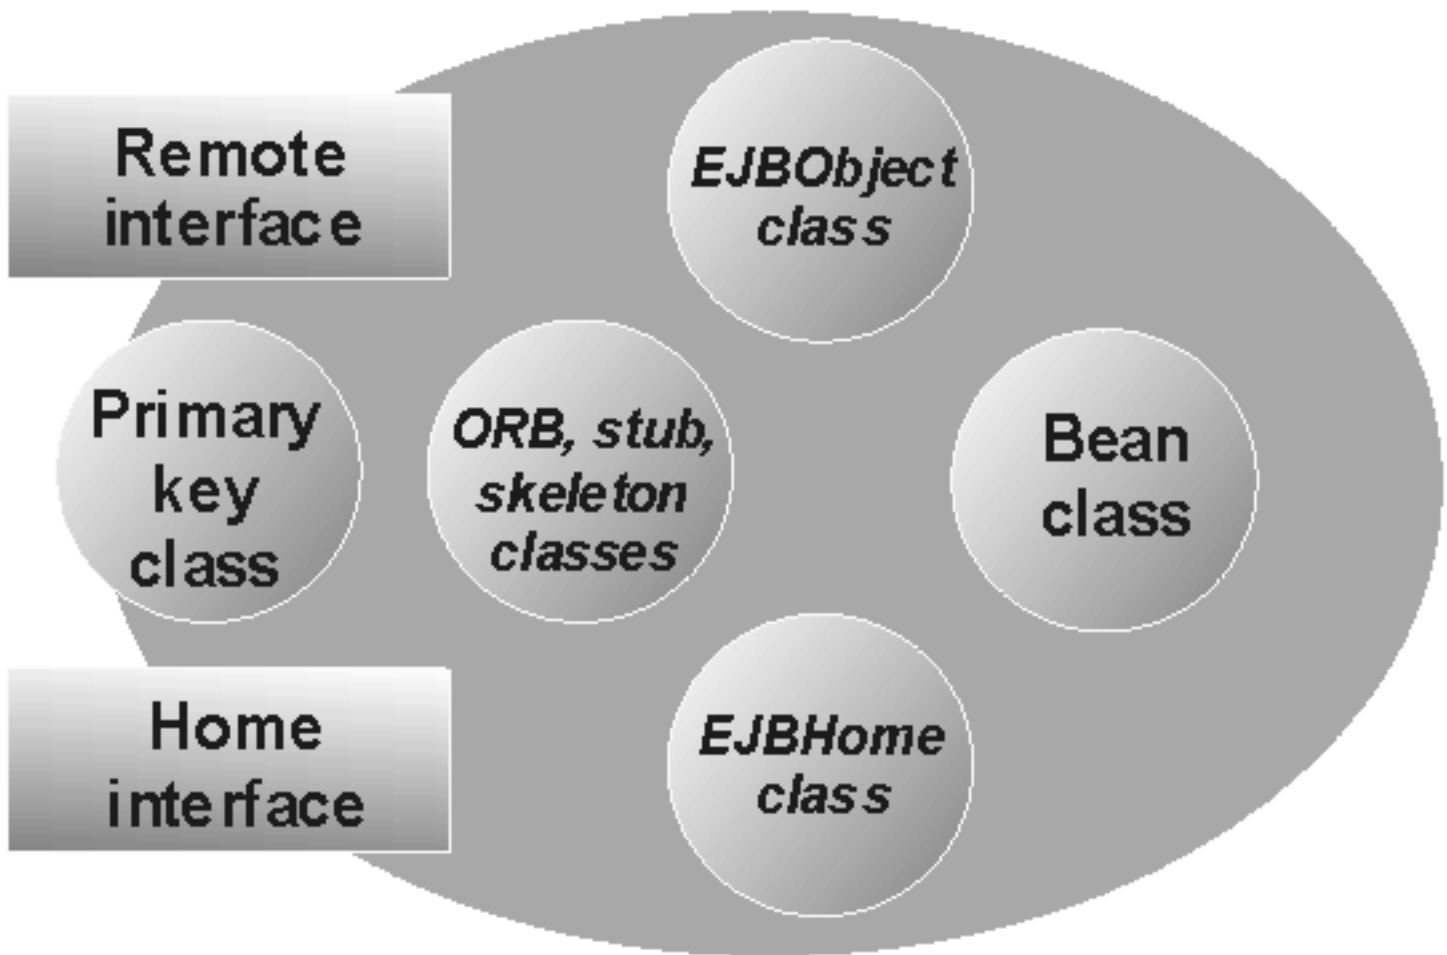 Remote
interface
EJBObject
class
Primary
key
class
ORB, stub,
skeleton
classes
Bean
class
Home
interface
EJBHome
class